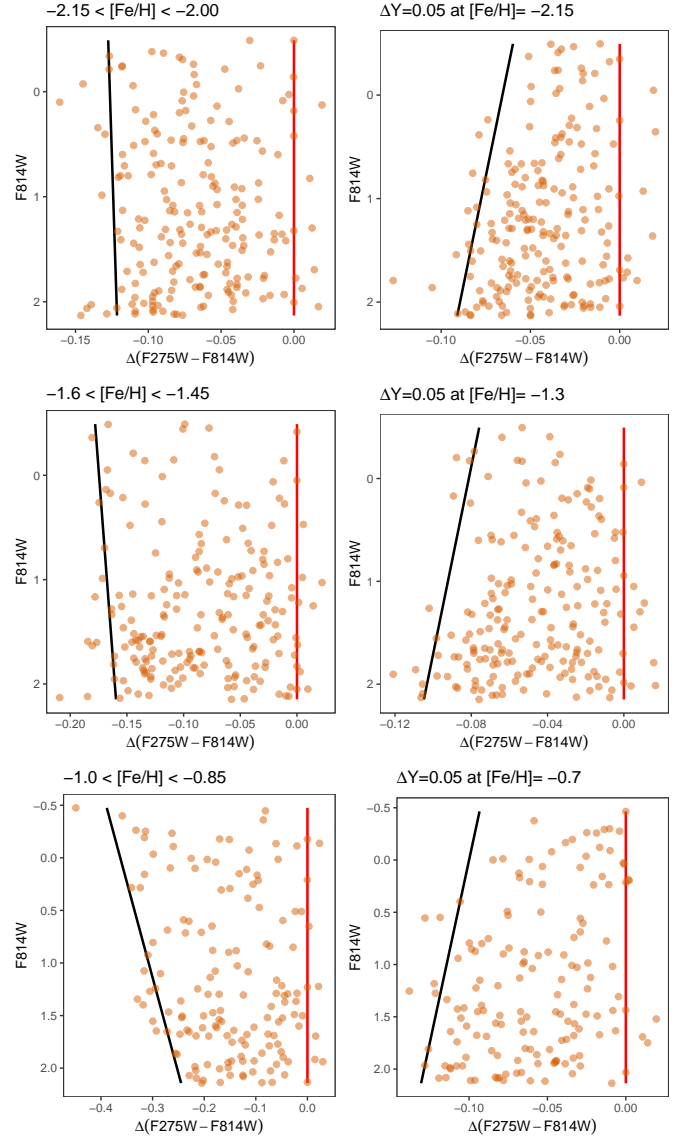 −2.15 < [Fe/H] < −2.00
0
1
2
F814W
−0.15
−0.10
−0.05
0.00
Δ(F275W − F814W)
ΔY=0.05 at [Fe/H]= −2.15
0
1
2
F814W
−0.10
−0.05
0.00
Δ(F275W − F814W)
−1.6 < [Fe/H] < −1.45
0
1
2
F814W
−0.20
−0.15
−0.10
−0.05
0.00
Δ(F275W − F814W)
ΔY=0.05 at [Fe/H]= −1.3
0
1
2
F814W
−0.12
−0.08
−0.04
0.00
Δ(F275W − F814W)
−1.0 < [Fe/H] < −0.85
−0.5
0.0
0.5
1.0
1.5
2.0
F814W
−0.4
−0.3
−0.2
−0.1
0.0
Δ(F275W − F814W)
ΔY=0.05 at [Fe/H]= −0.7
−0.5
0.0
0.5
1.0
1.5
2.0
F814W
−0.10
−0.05
0.00
Δ(F275W − F814W)